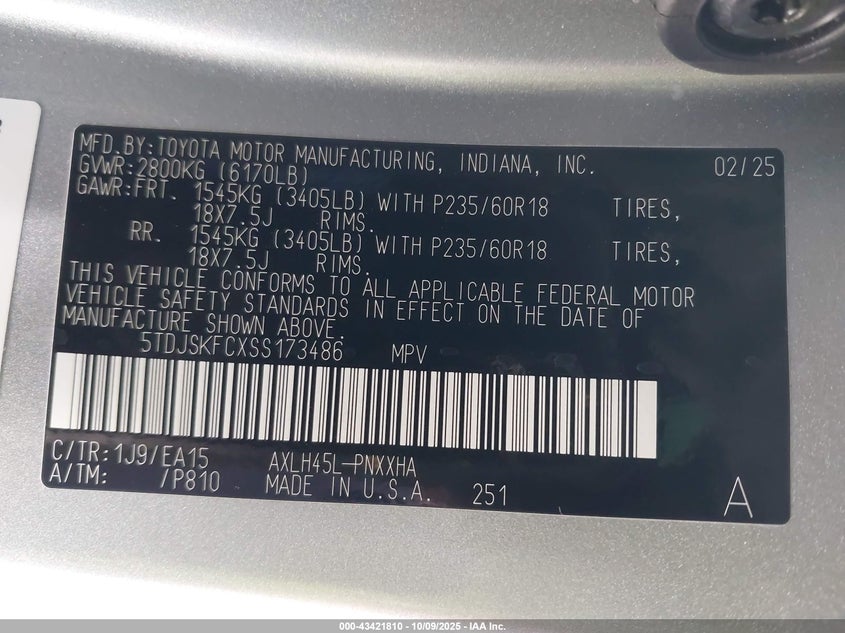 MFD.BY:TOYOTA MOTOR MANUFACTURING, INDIANA, INC. 02/25
GVWR:2800KG (6170LB)
GAWR:FRT. 1545KG (3405LB) WITH P235/60R18 TIRES,
18X7.5J RIMS.
RR. 1545KG (3405LB) WITH P235/60R18 TIRES,
18X7.5J RIMS.
THIS VEHICLE CONFORMS TO ALL APPLICABLE FEDERAL MOTOR
VEHICLE SAFETY STANDARDS IN EFFECT ON THE DATE OF
MANUFACTURE SHOWN ABOVE.
5TDJSKFCXSS173486 MPV
C/TR:1J9/EA15 AXLH45L-PNXXHA
A/TM: /P810 MADE IN U.S.A. 251 A
000-43421810 - 10/09/2025 - IAA Inc.